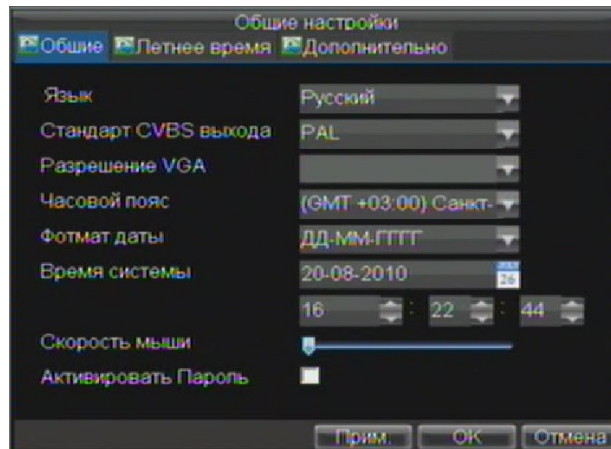 Обшие настройки
Обшие Летнее время Дополнительно
Язык Русский
Стандарт CVBS выхода PAL
Разрешение VGA
Часовой пояс (GMT +03:00) Санкт-
Фотмат даты ДД-ММ-ГГГГ
Время системы 20-08-2010 26
16 : 22 : 44
Скорость мыши
Активировать Пароль
Прим. OK Отмена